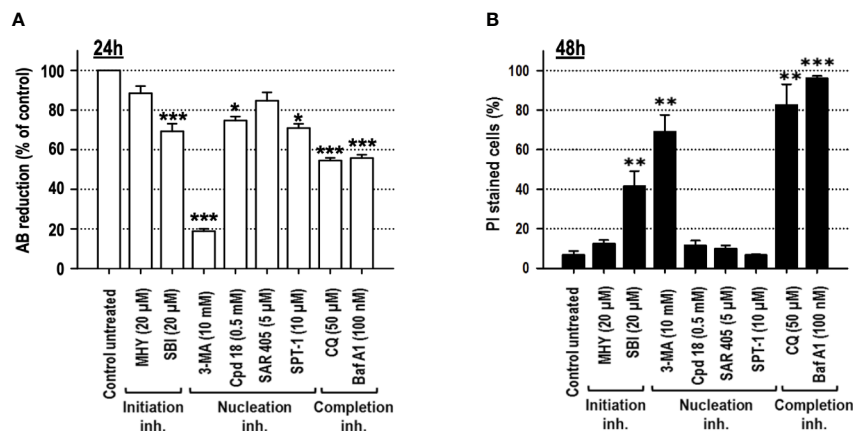 A
24h
AB reduction (% of control)
100
80
60
40
20
0
***
***
*
*
***
***
Control untreated
MHY (20 µM)
SBI (20 µM)
3-MA (10 mM)
Cpd 18 (0.5 mM)
SAR 405 (5 µM)
SPT-1 (10 µM)
CQ (50 µM)
Baf A1 (100 nM)
Initiation
inh.
Nucleation
inh.
Completion
inh.
B
48h
PI stained cells (%)
100
80
60
40
20
0
**
**
**
***
Control untreated
MHY (20 µM)
SBI (20 µM)
3-MA (10 mM)
Cpd 18 (0.5 mM)
SAR 405 (5 µM)
SPT-1 (10 µM)
CQ (50 µM)
Baf A1 (100 nM)
Initiation
inh.
Nucleation
inh.
Completion
inh.